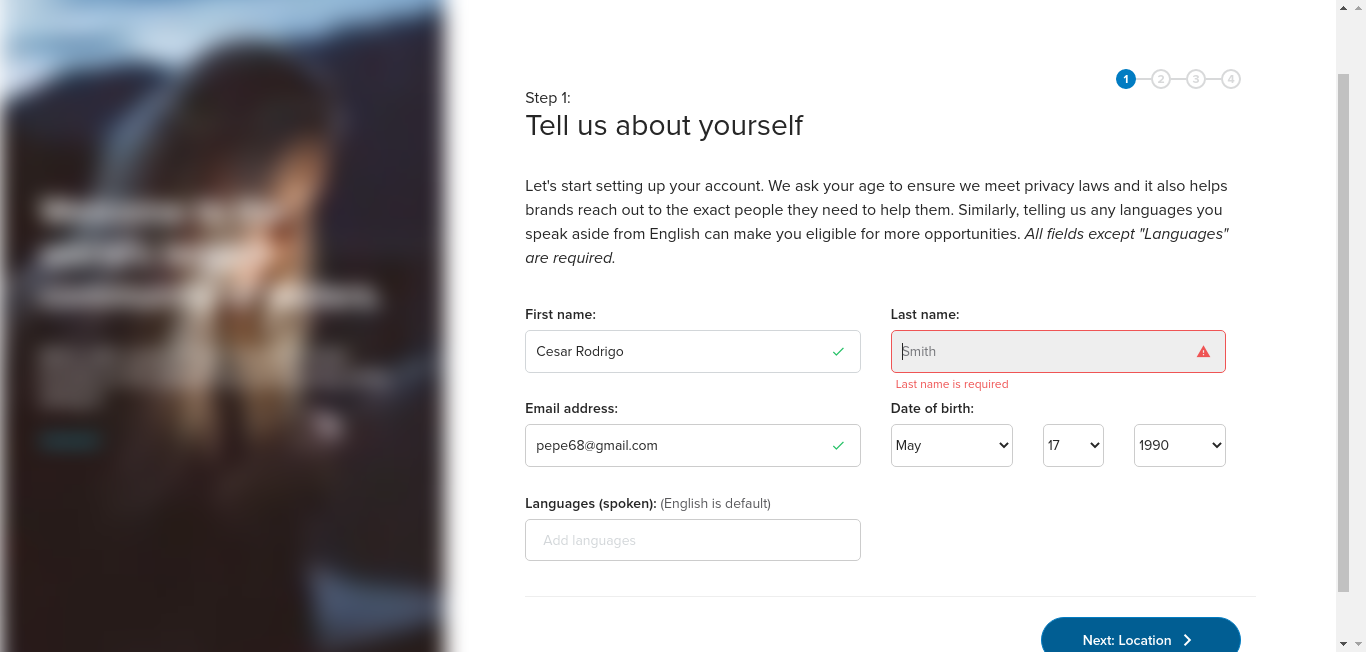 1 2 3 4
Step 1:
Tell us about yourself
Let's start setting up your account. We ask your age to ensure we meet privacy laws and it also helps
brands reach out to the exact people they need to help them. Similarly, telling us any languages you
speak aside from English can make you eligible for more opportunities. All fields except "Languages"
are required.
First name: Last name:
Cesar Rodrigo Smith
Last name is required
Email address: Date of birth:
pepe68@gmail.com May 17 1990
Languages (spoken): (English is default)
Add languages
Next: Location